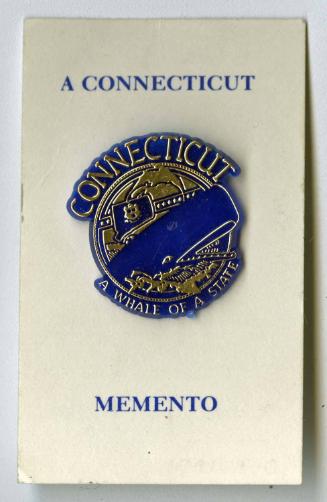 A CONNECTICUT
CONNECTICUT
A WHALE OF A STATE
MEMENTO